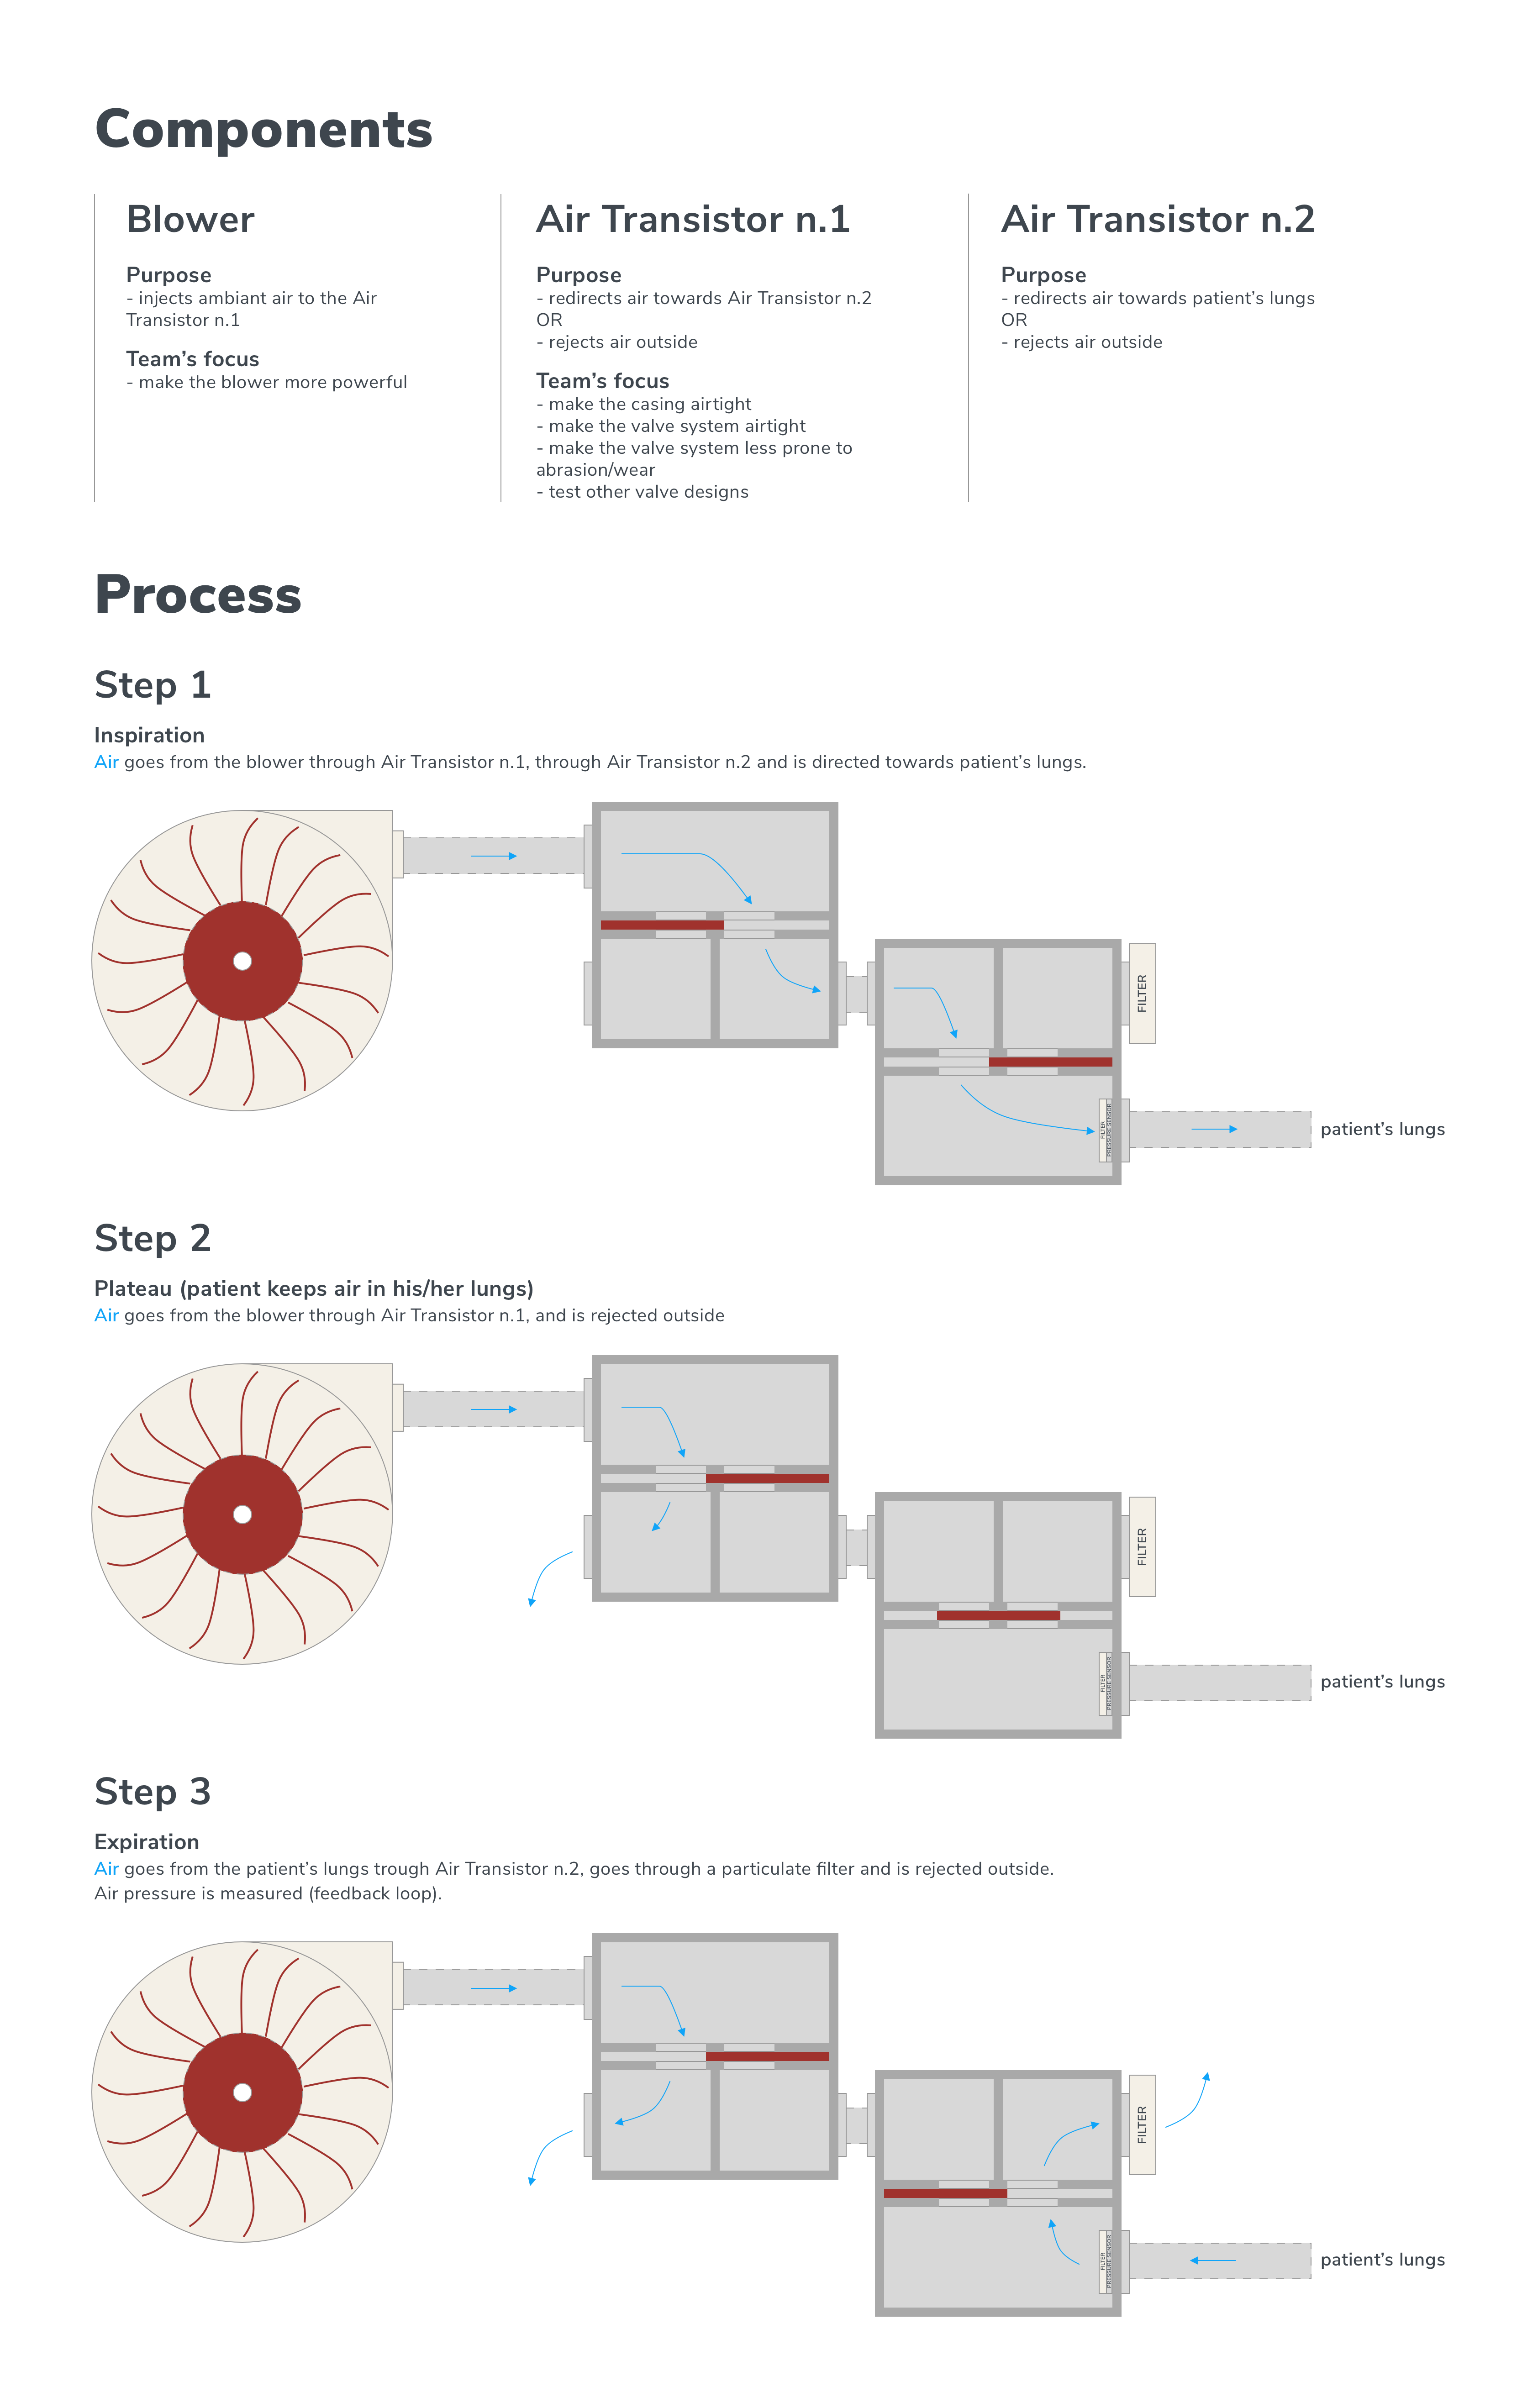 Components
Blower
Purpose
- injects ambiant air to the Air
Transistor n.1
Team’s focus
- make the blower more powerful
Air Transistor n.1
Purpose
- redirects air towards Air Transistor n.2
OR
- rejects air outside
Team’s focus
- make the casing airtight
- make the valve system airtight
- make the valve system less prone to
abrasion/wear
- test other valve designs
Air Transistor n.2
Purpose
- redirects air towards patient’s lungs
OR
- rejects air outside
Process
Step 1
Inspiration
Air goes from the blower through Air Transistor n.1, through Air Transistor n.2 and is directed towards patient’s lungs.
FILTER
FILTER
PRESSURE SENSOR
patient’s lungs
Step 2
Plateau (patient keeps air in his/her lungs)
Air goes from the blower through Air Transistor n.1, and is rejected outside
FILTER
FILTER
PRESSURE SENSOR
patient’s lungs
Step 3
Expiration
Air goes from the patient’s lungs trough Air Transistor n.2, goes through a particulate filter and is rejected outside.
Air pressure is measured (feedback loop).
FILTER
FILTER
PRESSURE SENSOR
patient’s lungs